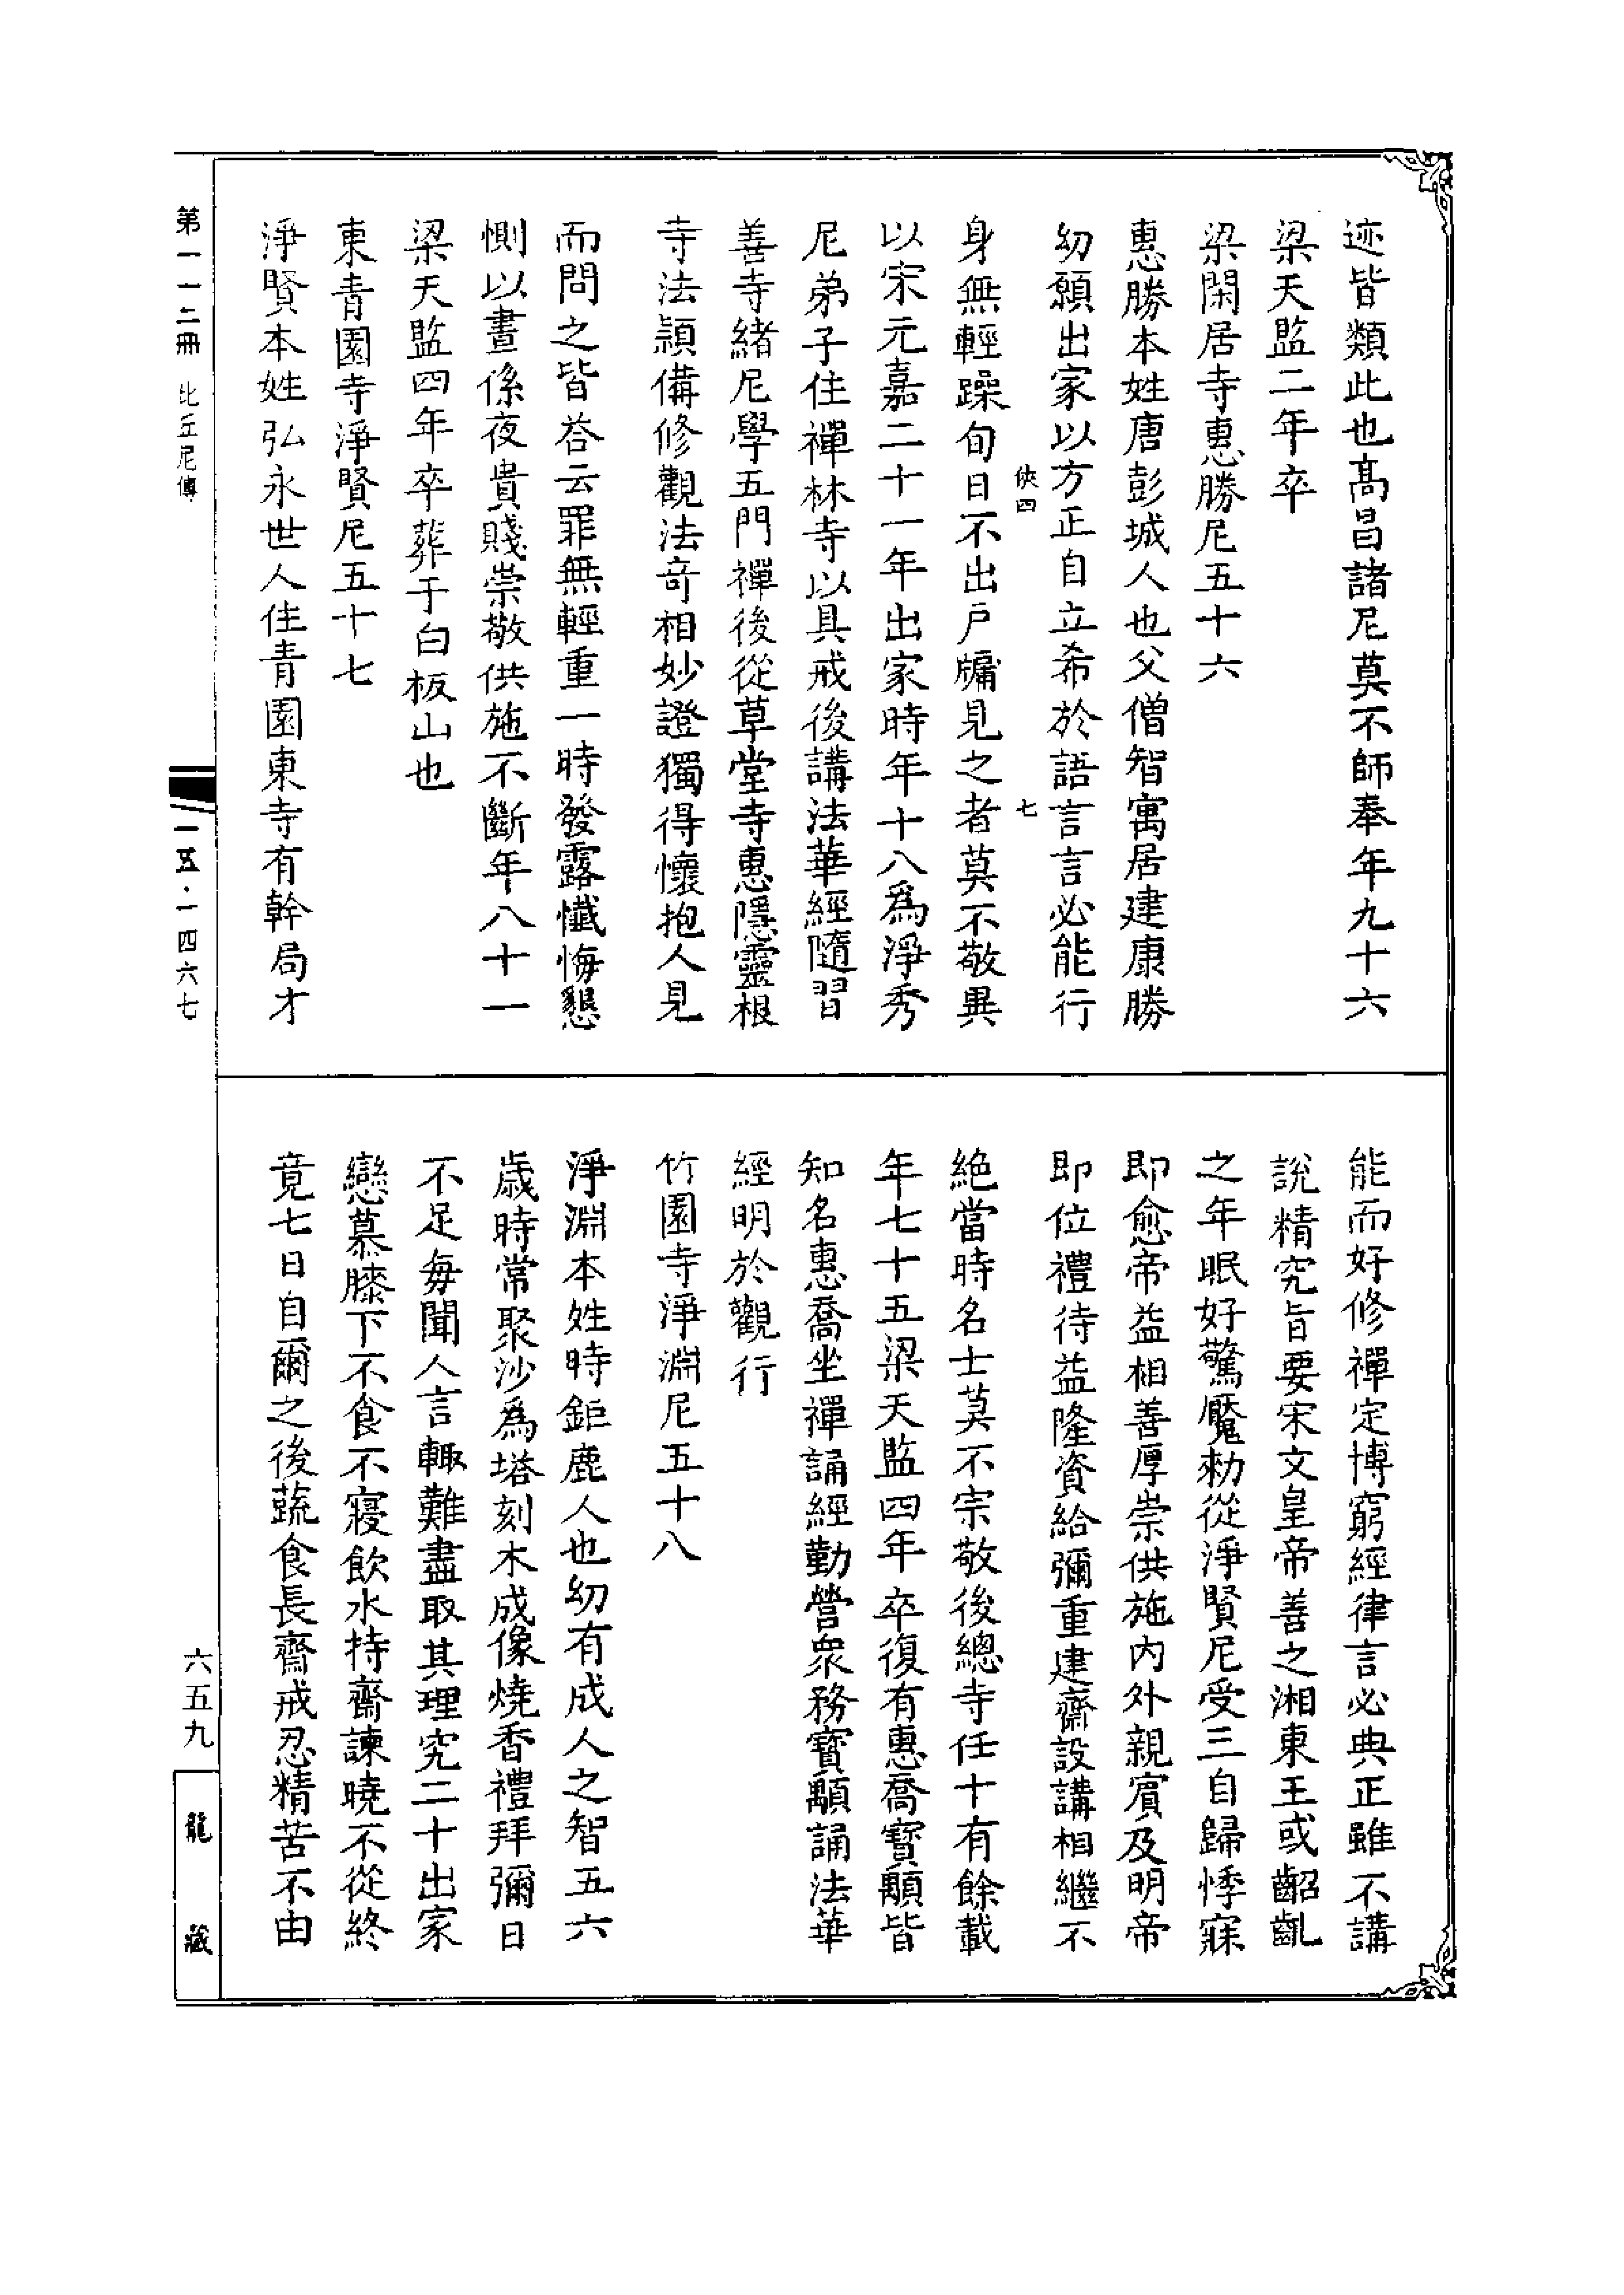 迹皆類此也高昌諸尼莫不師奉年九十六
梁天監二年卒
梁閑居寺惠勝尼五十六
惠勝本姓唐彭城人也父僧智寓居建康勝
幼願出家以方正自立希於語言言必能行
俠四 七
身無輕躁旬日不出戶牖見之者莫不敬異
以宋元嘉二十一年出家時年十八爲淨秀
尼弟子住禪林寺以具戒後講法華經隨習
善寺緒尼學五門禪後從草堂寺惠隱靈根
寺法頴備修觀法奇相妙證獨得懷抱人見
而問之皆荅云罪無輕重一時發露懺悔懇
惻以晝係夜貴賤崇敬供施不斷年八十一
梁天監四年卒葬于白板山也
東青園寺淨賢尼五十七
淨賢本姓弘永世人住青園東寺有幹局才
能而好修禪定博窮經律言必典正雖不講
說精究旨要宋文皇帝善之湘東王或齠齓
之年眠好驚魘勑從淨賢尼受三自歸悸寐
即愈帝益相善厚崇供施內外親賓及明帝
即位禮待益隆資給彌重建齋設講相繼不
絶當時名士莫不宗敬後總寺任十有餘載
年七十五梁天監四年卒復有惠喬寶顒皆
知名惠喬坐禪誦經勤營衆務寶顒誦法華
經明於觀行
竹園寺淨淵尼五十八
淨淵本姓時鉅鹿人也幼有成人之智五六
歳時常聚沙爲塔刻木成像燒香禮拜彌日
不足每聞人言輙難盡取其理究二十出家
戀慕膝下不食不寢飲水持齋諫曉不從終
竟七日自爾之後蔬食長齋戒忍精苦不由
第一一二冊 比丘尼傳
一五·一四六七
六五九
龍藏